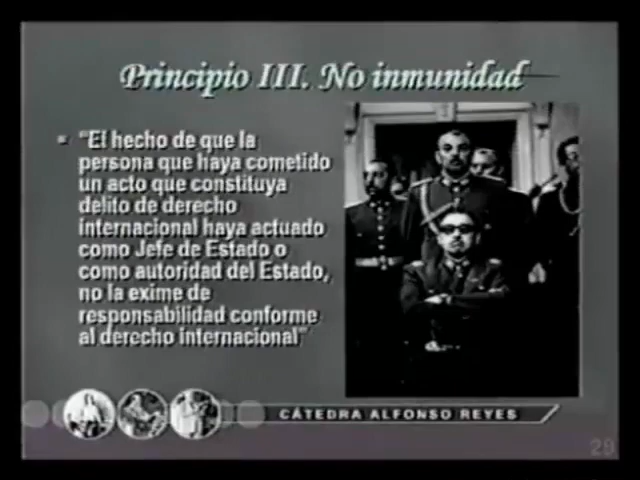 Principio III. No inmunidad
"El hecho de que la
persona que haya cometido
un acto que constituya
delito de derecho
internacional haya actuado
como Jefe de Estado o
como autoridad del Estado,
no la exime de
responsabilidad conforme
al derecho internacional"
CÁTEDRA ALFONSO REYES
29